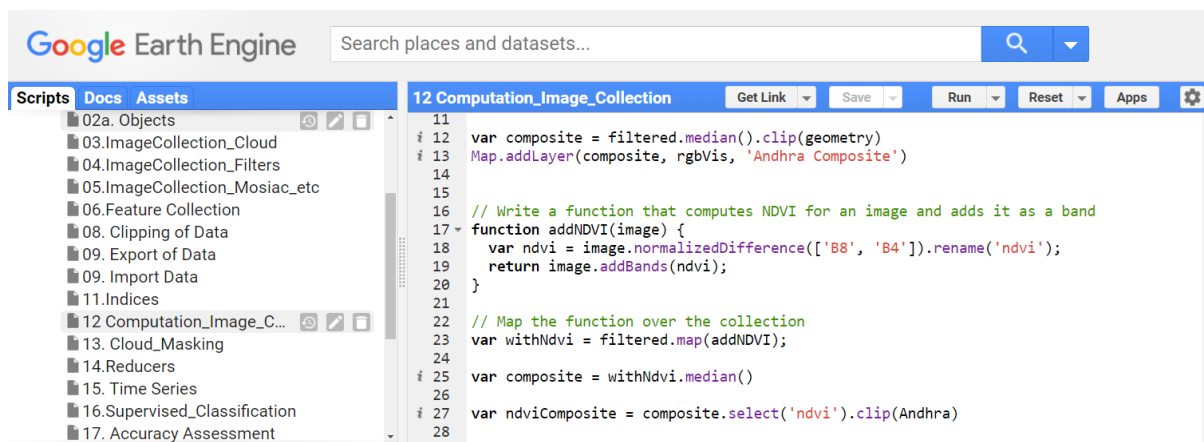 Google Earth Engine
Search places and datasets...
Scripts Docs Assets
02a. Objects
03.ImageCollection_Cloud
04.ImageCollection_Filters
05.ImageCollection_Mosiac_etc
06.Feature Collection
08. Clipping of Data
09. Export of Data
09. Import Data
11.Indices
12 Computation_Image_C...
13. Cloud_Masking
14.Reducers
15. Time Series
16.Supervised_Classification
17. Accuracy Assessment
12 Computation_Image_Collection Get Link Save Run Reset Apps
11
i 12 var composite = filtered.median().clip(geometry)
i 13 Map.addLayer(composite, rgbVis, 'Andhra Composite')
14
15
16 // Write a function that computes NDVI for an image and adds it as a band
17 function addNDVI(image) {
18 var ndvi = image.normalizedDifference(['B8', 'B4']).rename('ndvi');
19 return image.addBands(ndvi);
20 }
21
22 // Map the function over the collection
23 var withNdvi = filtered.map(addNDVI);
24
i 25 var composite = withNdvi.median()
26
i 27 var ndviComposite = composite.select('ndvi').clip(Andhra)
28